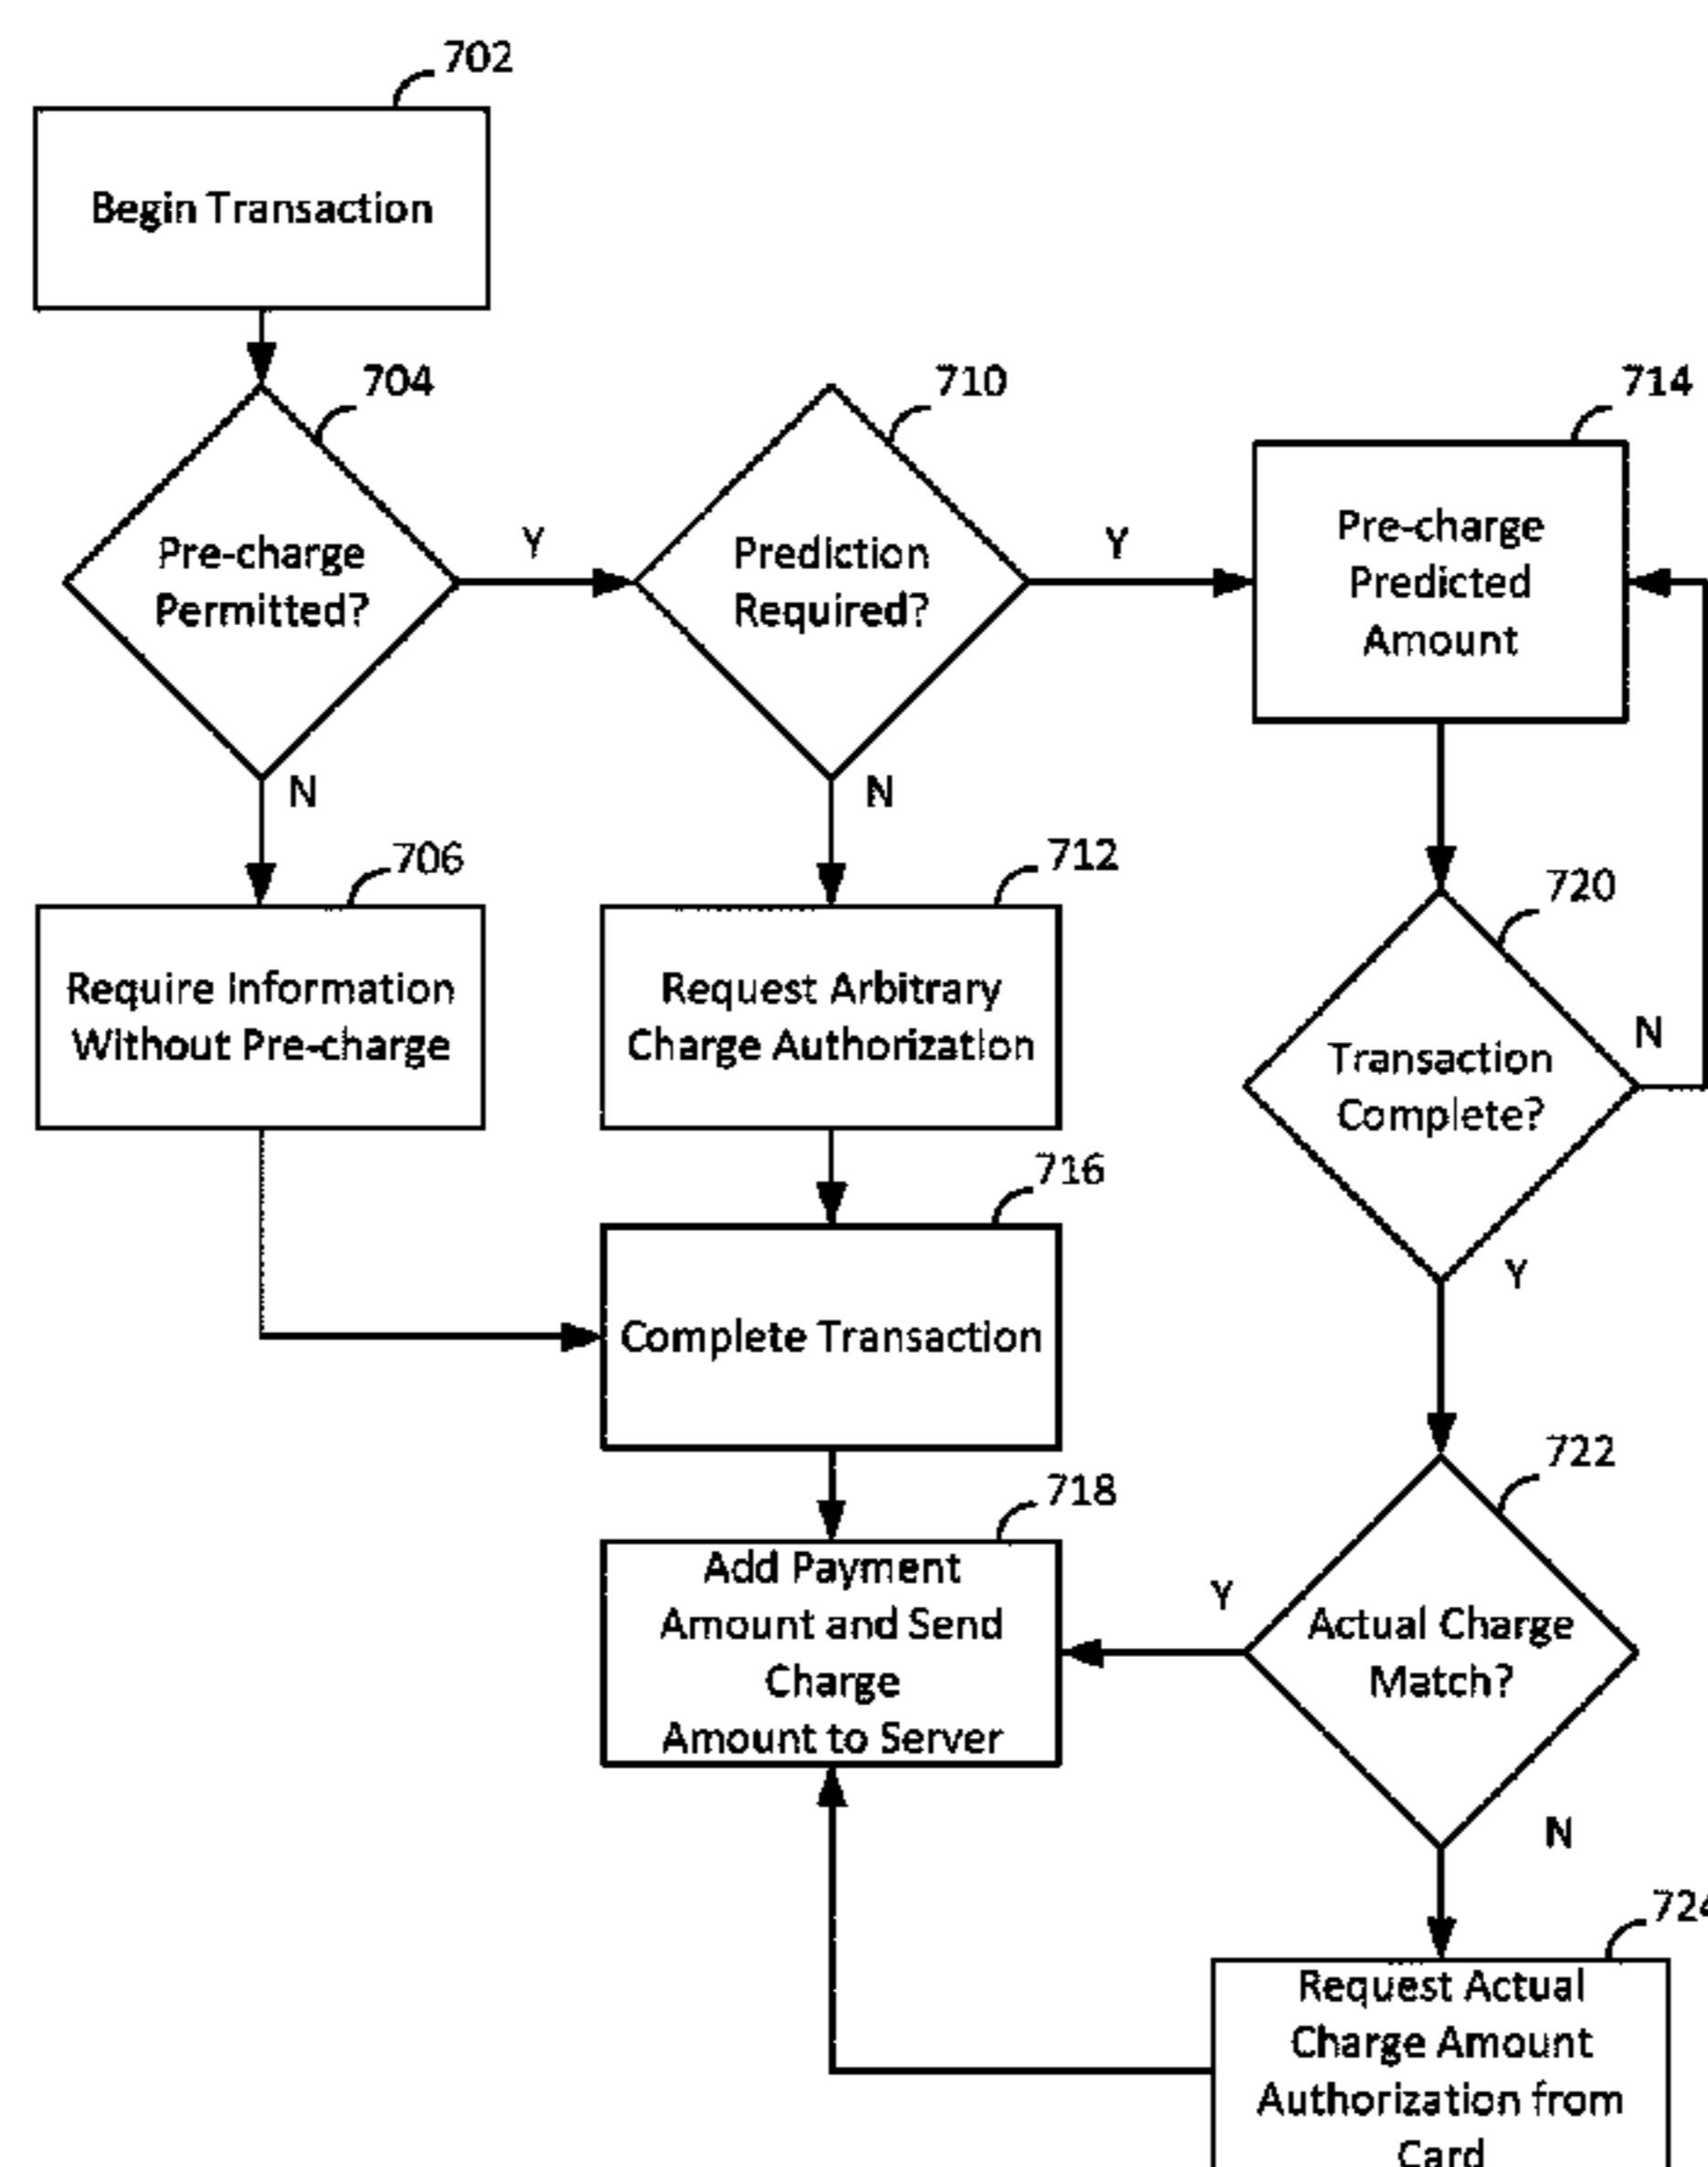 702
Begin Transaction
704
Pre-charge
Permitted?
Y
N
710
Prediction
Required?
Y
N
714
Pre-charge
Predicted
Amount
706
Require Information
Without Pre-charge
712
Request Arbitrary
Charge Authorization
720
Transaction
Complete?
N
Y
716
Complete Transaction
718
Add Payment
Amount and Send
Charge
Amount to Server
722
Actual Charge
Match?
Y
N
724
Request Actual
Charge Amount
Authorization from
Card